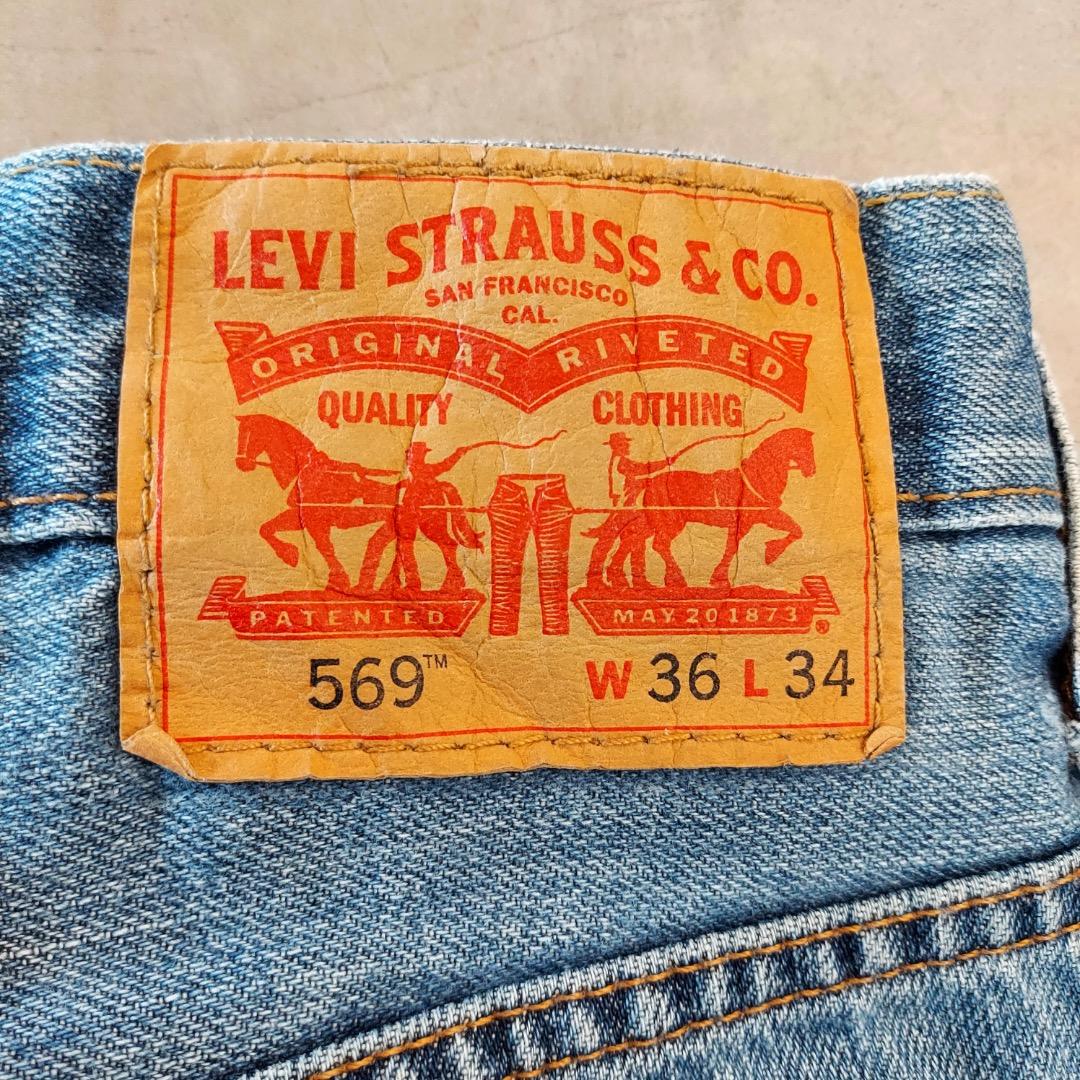 LEVI STRAUSS & CO.
SAN FRANCISCO
CAL.
ORIGINAL RIVETED
QUALITY CLOTHING
PATENTED MAY 20 1873 ®
569™ W 36 L 34